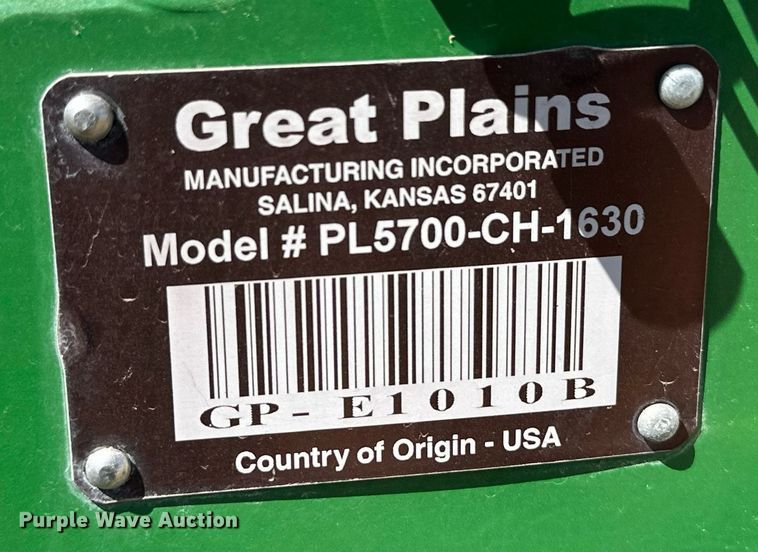 Great Plains
MANUFACTURING INCORPORATED
SALINA, KANSAS 67401
Model # PL5700-CH-1630
GP-E1010B
Country of Origin - USA
Purple Wave Auction